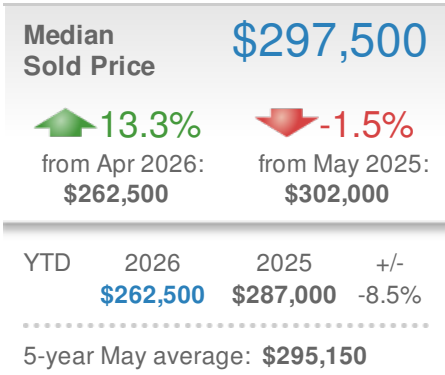 Median
Sold Price
$297,500
13.3%
from Apr 2026:
$262,500
-1.5%
from May 2025:
$302,000
YTD 2026 2025 +/-
$262,500 $287,000 -8.5%
5-year May average: $295,150